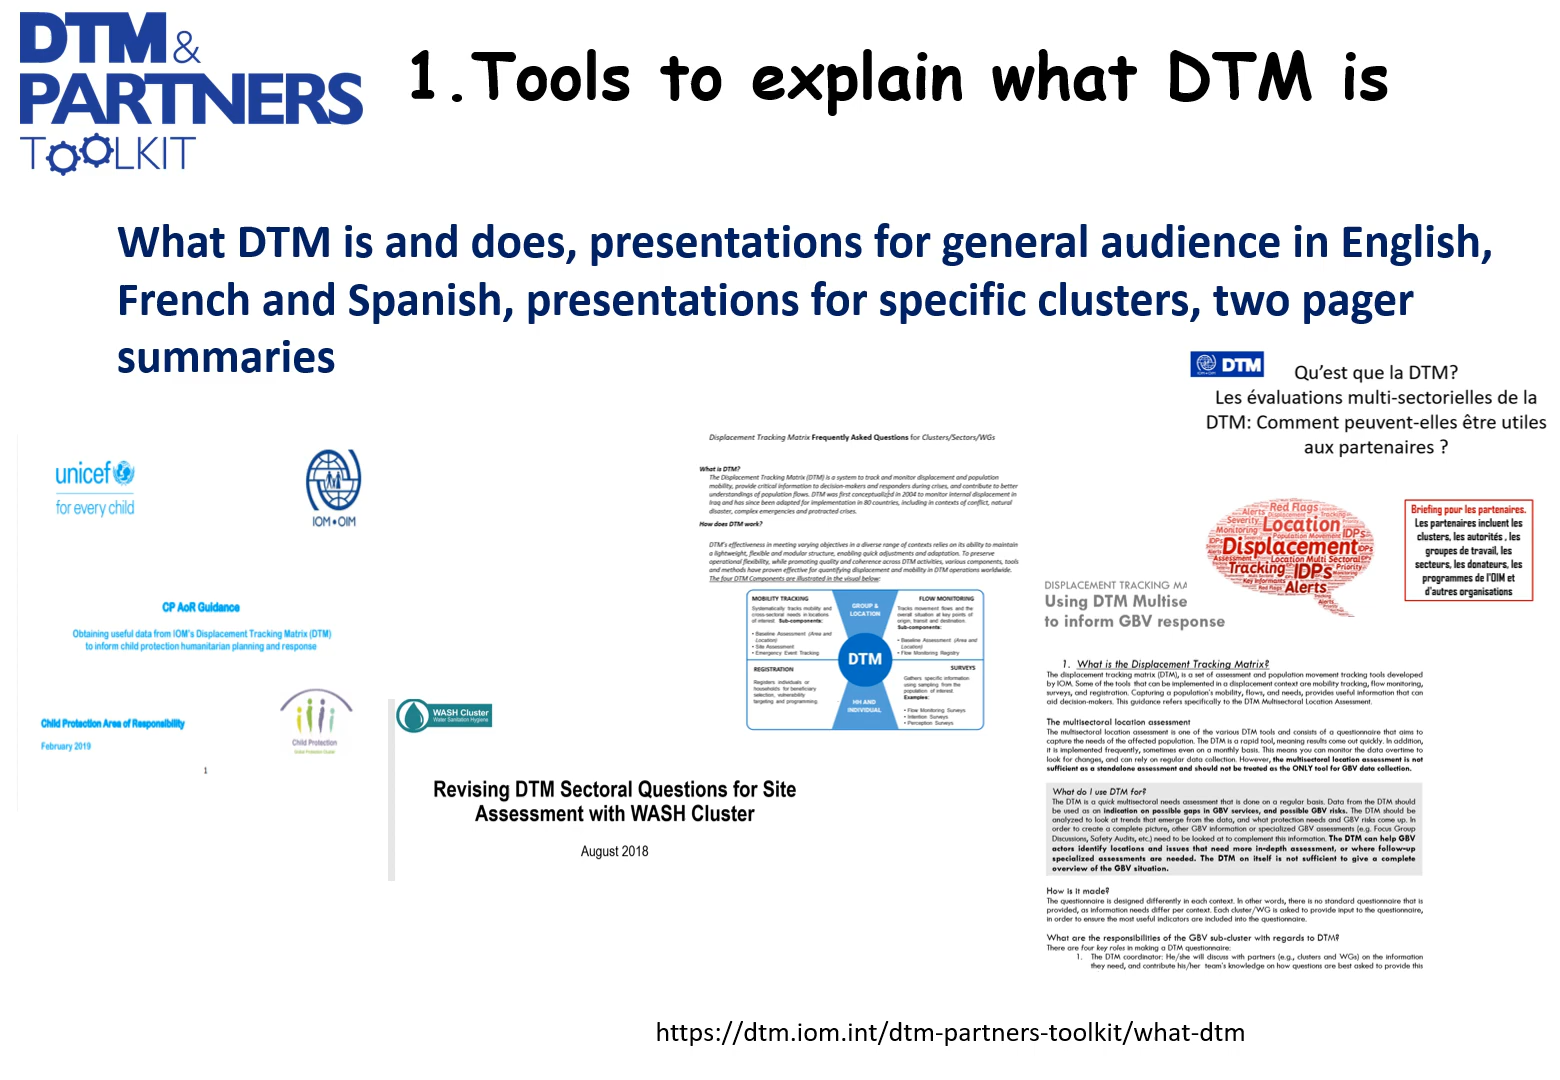 DTM &
PARTNERS
TOOLKIT
1.Tools to explain what DTM is
What DTM is and does, presentations for general audience in English,
French and Spanish, presentations for specific clusters, two pager
summaries
unicef
for every child
IOM•OIM
CP AoR Guidance
Obtaining useful data from IOM's Displacement Tracking Matrix (DTM)
to inform child protection humanitarian planning and response
Child Protection Area of Responsibility
February 2019
Child Protection
1
WASH Cluster
Water Sanitation Hygiene
Revising DTM Sectoral Questions for Site
Assessment with WASH Cluster
August 2018
Displacement Tracking Matrix Frequently Asked Questions for Clusters/Sectors/WGs
What is DTM?
The Displacement Tracking Matrix (DTM) is a system to track and monitor displacement and population
mobility, provide critical information to decision-makers and responders during crises, and contribute to better
understandings of population flows. DTM was first conceptualized in 2004 to monitor internal displacement in
Iraq and has since been adapted for implementation in 80 countries, including in contexts of conflict, natural
disaster, complex emergencies and protracted crises.
How does DTM work?
DTM's effectiveness in meeting varying objectives in a diverse range of contexts relies on its ability to maintain
a lightweight, flexible and modular structure, enabling quick adjustments and adaptation. To preserve
operational flexibility, while promoting quality and coherence across DTM activities, various components, tools
and methods have proven effective for quantifying displacement and mobility in DTM operations worldwide.
The four DTM Components are illustrated in the visual below:
MOBILITY TRACKING
Systematically tracks mobility and
cross-sectoral needs in locations
of interest. Sub-components:
• Baseline Assessment (Area and
Location)
• Site Assessment
• Emergency Event Tracking
GROUP &
LOCATION
FLOW MONITORING
Tracks movement flows and the
overall situation at key points of
origin, transit and destination.
Sub-components:
• Baseline Assessment (Area and
Location)
• Flow Monitoring Registry
DTM
REGISTRATION
Registers individuals or
households for beneficiary
selection, vulnerability
targeting and programming.
HH AND
INDIVIDUAL
SURVEYS
Gathers specific information
using sampling, from the
population of interest
Examples:
• Flow Monitoring Surveys
• Intention Surveys
• Perception Surveys
IOM•OIM
DTM
Qu'est que la DTM?
Les évaluations multi-sectorielles de la
DTM: Comment peuvent-elles être utiles
aux partenaires ?
Red Flags
Alerts
Displacement
Tracking
Severity
Location
Monitoring
Population Movement
IDPs
Displacement
IDPs
Assessment
Location
Multi Sectoral
Tracking
IDPs
Priority
Key Informants
Red Flags
Alerts
Tracking
Alerts
Briefing pour les partenaires.
Les partenaires incluent les
clusters, les autorités , les
groupes de travail, les
secteurs, les donateurs, les
programmes de l'OIM et
d'autres organisations
DISPLACEMENT TRACKING MA
Using DTM Multise
to inform GBV response
1. What is the Displacement Tracking Matrix?
The displacement tracking matrix (DTM), is a set of assessment and population movement tracking tools developed
by IOM. Some of the tools that can be implemented in a displacement context are mobility tracking, flow monitoring,
surveys, and registration. Capturing a population's mobility, flows, and needs, provides useful information that can
aid decision-makers. This guidance refers specifically to the DTM Multisectoral Location Assessment.
The multisectoral location assessment
The multisectoral location assessment is one of the various DTM tools and consists of a questionnaire that aims to
capture the needs of the affected population. The DTM is a rapid tool, meaning results come out quickly. In addition,
it is implemented frequently, sometimes even on a monthly basis. This means you can monitor the data overtime to
look for changes, and can rely on regular data collection. However, the multisectoral location assessment is not
sufficient as a standalone assessment and should not be treated as the ONLY tool for GBV data collection.
What do I use DTM for?
The DTM is a quick multisectoral needs assessment that is done on a regular basis. Data from the DTM should
be used as an indication on possible gaps in GBV services, and possible GBV risks. The DTM should be
analyzed to look at trends that emerge from the data, and what protection needs and GBV risks come up. In
order to create a complete picture, other GBV information or specialized GBV assessments (e.g. Focus Group
Discussions, Safety Audits, etc.) need to be looked at to complement this information. The DTM can help GBV
actors identify locations and issues that need more in-depth assessment, or where follow-up
specialized assessments are needed. The DTM on itself is not sufficient to give a complete
overview of the GBV situation.
How is it made?
The questionnaire is designed differently in each context. In other words, there is no standard questionnaire that is
provided, as information needs differ per context. Each cluster/WG is asked to provide input to the questionnaire,
in order to ensure the most useful indicators are included into the questionnaire.
What are the responsibilities of the GBV sub-cluster with regards to DTM?
There are four key roles in making a DTM questionnaire:
1. The DTM coordinator: He/she will discuss with partners (e.g., clusters and WGs) on the information
they need, and contribute his/her team's knowledge on how questions are best asked to provide this
https://dtm.iom.int/dtm-partners-toolkit/what-dtm